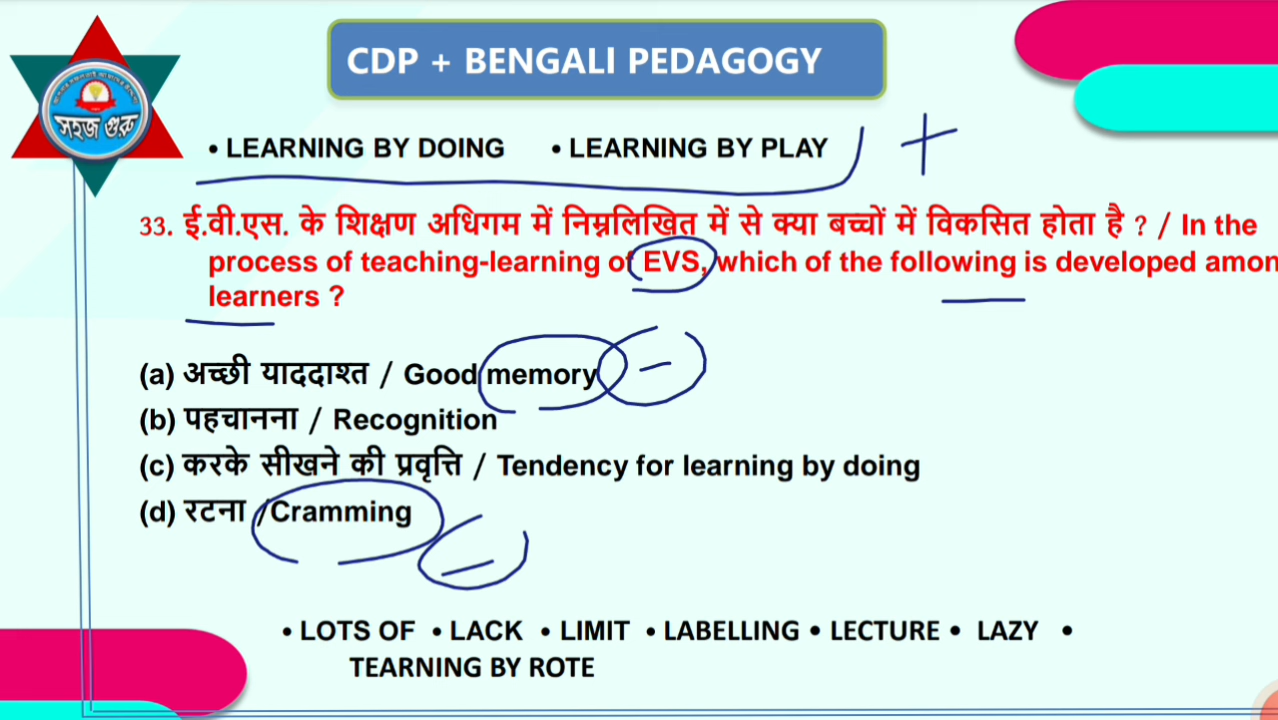 CDP + BENGALI PEDAGOGY
সহজ গুরু
• LEARNING BY DOING • LEARNING BY PLAY +
33. ई.वी.एस. के शिक्षण अधिगम में निम्नलिखित में से क्या बच्चों में विकसित होता है ? / In the
process of teaching-learning of EVS, which of the following is developed amon
learners ?
(a) अच्छी याददाश्त / Good memory -
(b) पहचानना / Recognition
(c) करके सीखने की प्रवृत्ति / Tendency for learning by doing
(d) रटना /Cramming -
• LOTS OF • LACK • LIMIT • LABELLING • LECTURE • LAZY •
TEARNING BY ROTE